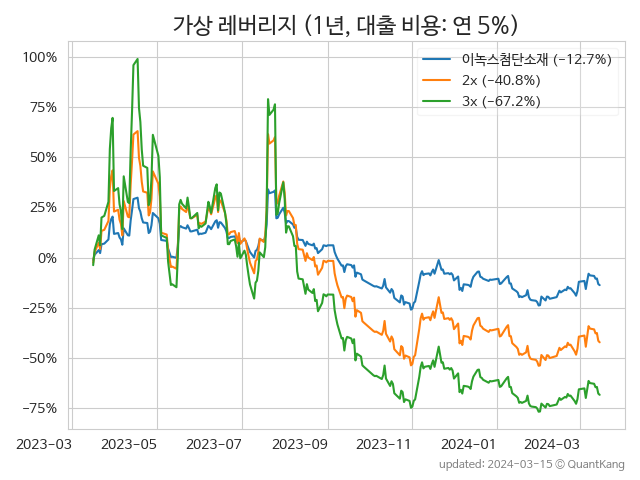 가상 레버리지 (1년, 대출 비용: 연 5%)
이녹스첨단소재 (−12.7%)
2x (−40.8%)
3x (−67.2%)
100%
75%
50%
25%
0%
−25%
−50%
−75%
2023-03 2023-05 2023-07 2023-09 2023-11 2024-01 2024-03
updated: 2024-03-15 © QuantKang